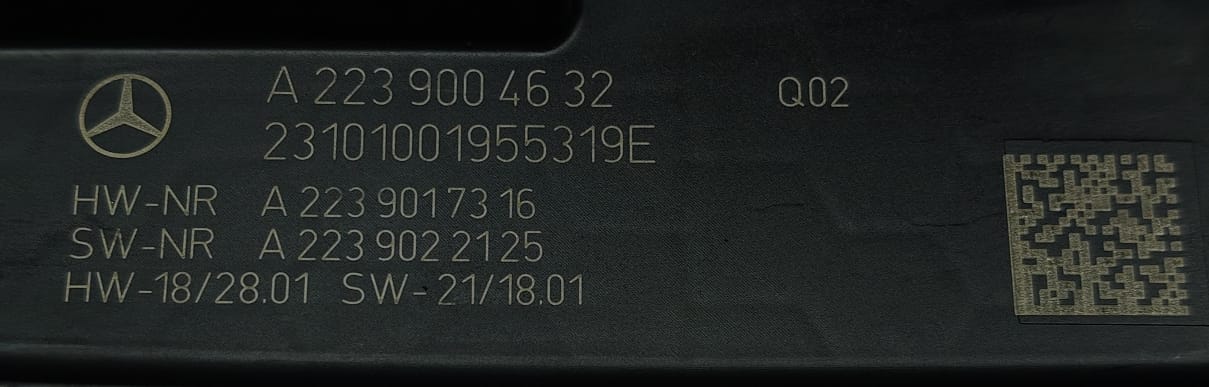 A 223 900 46 32 Q02
23101001955319E
HW-NR A 223 901 73 16
SW-NR A 223 902 21 25
HW-18/28.01 SW-21/18.01